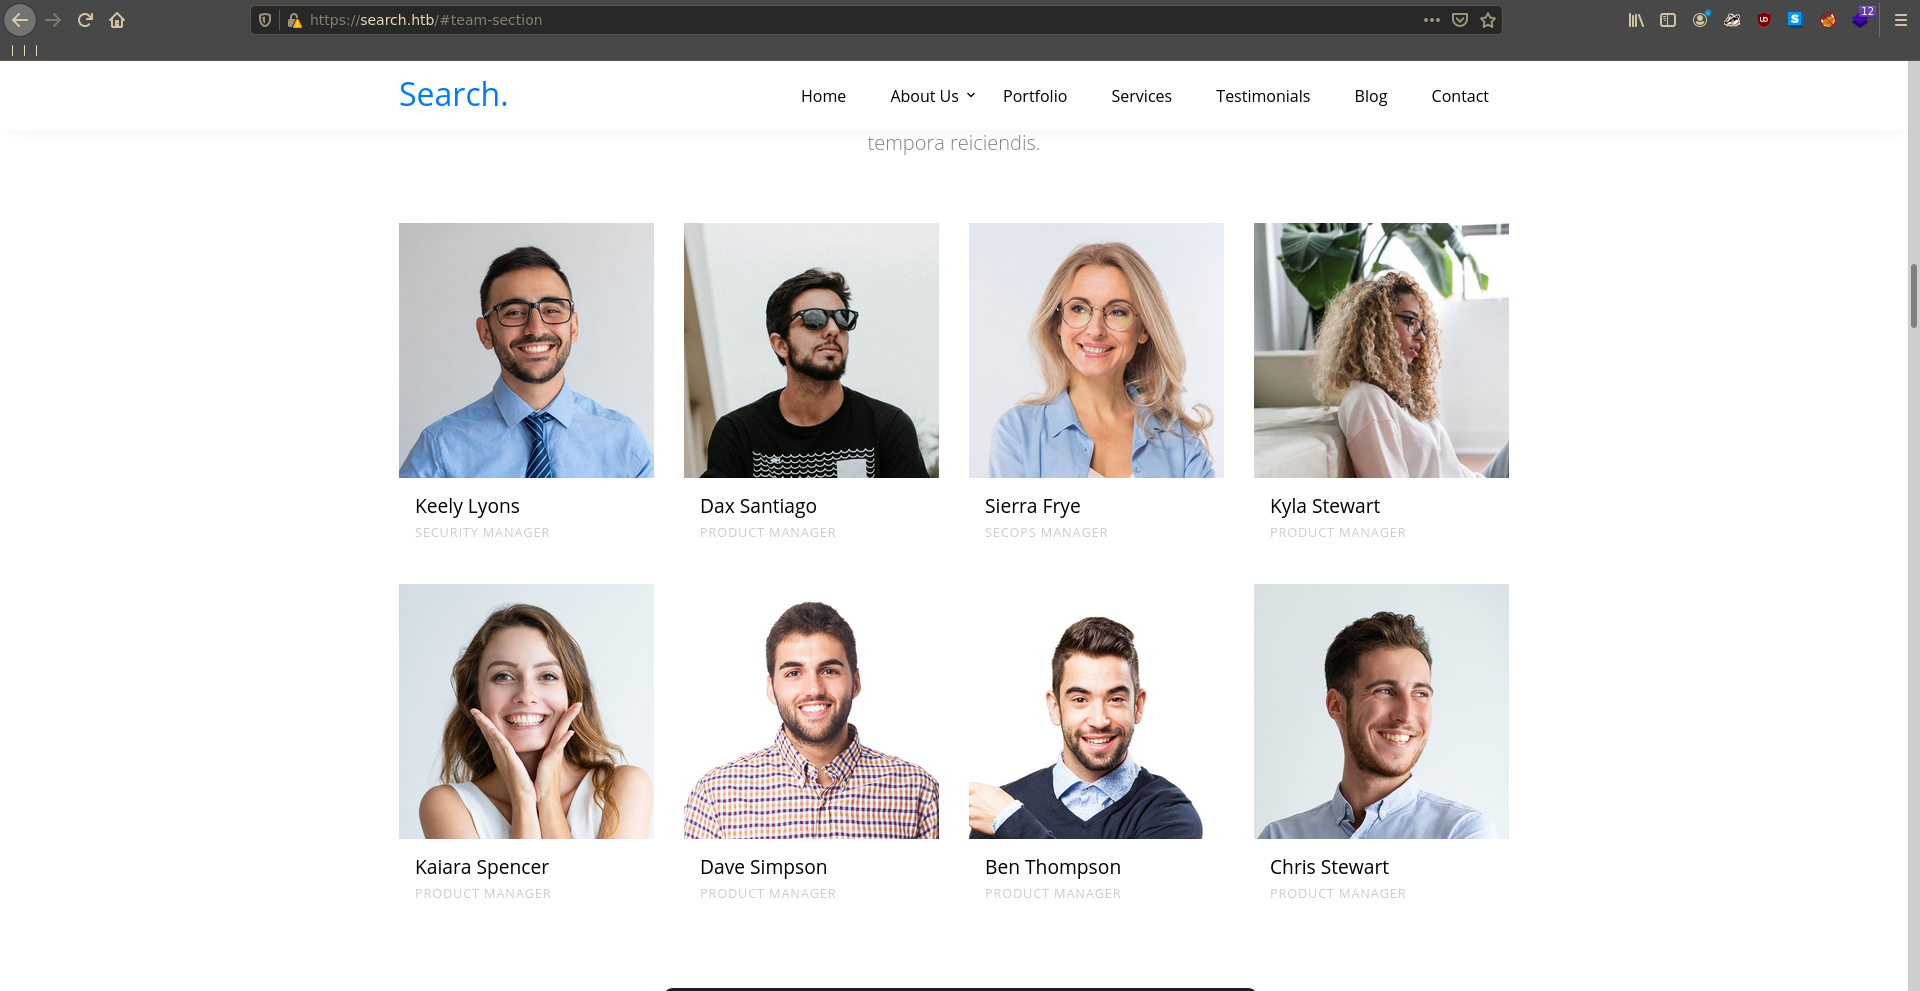 https://search.htb/#team-section
12
Search.
Home About Us Portfolio Services Testimonials Blog Contact
tempora reiciendis.
Keely Lyons Dax Santiago Sierra Frye Kyla Stewart
SECURITY MANAGER PRODUCT MANAGER SECOPS MANAGER PRODUCT MANAGER
Kaiara Spencer Dave Simpson Ben Thompson Chris Stewart
PRODUCT MANAGER PRODUCT MANAGER PRODUCT MANAGER PRODUCT MANAGER